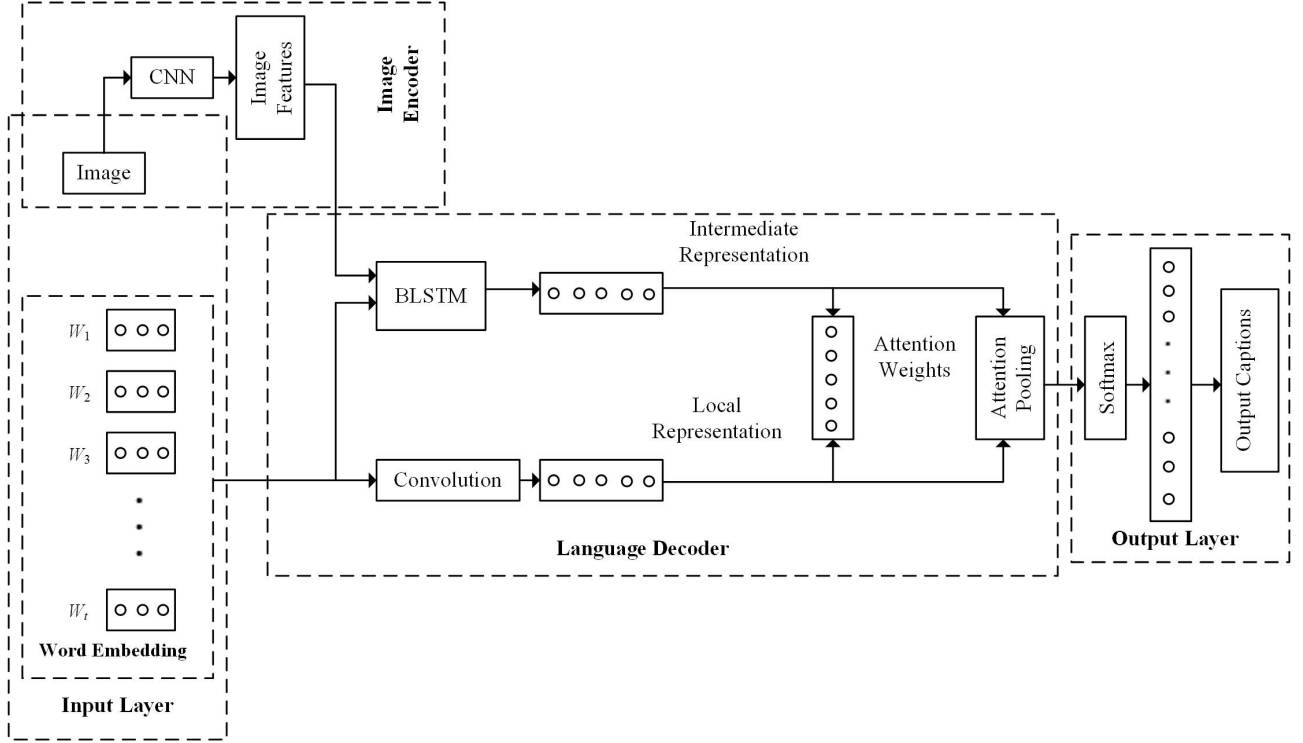 CNN
Image
Features
Image
Encoder
Image
Intermediate
Representation
BLSTM
W1
W2
W3
Wt
Word Embedding
Input Layer
Attention
Weights
Local
Representation
Convolution
Attention
Pooling
Language Decoder
Softmax
Output Captions
Output Layer